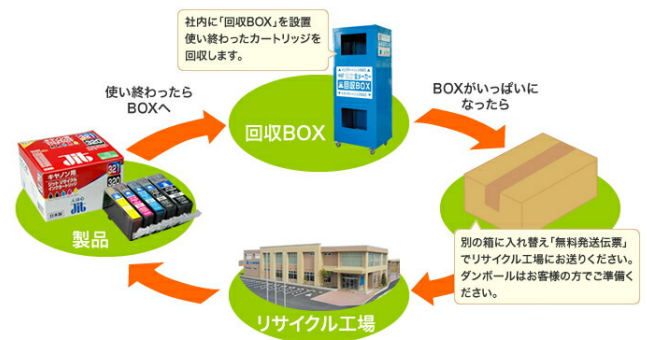 社内に「回収BOX」を設置
使い終わったカートリッジを
回収します。
使い終わったら
BOXへ
回収BOX
BOXがいっぱいに
なったら
回収BOX
キヤノン用
321
320
Jit
日本製
製品
別の箱に入れ替え「無料発送伝票」
でリサイクル工場にお送りください。
ダンボールはお客様の方でご準備く
ださい。
リサイクル工場